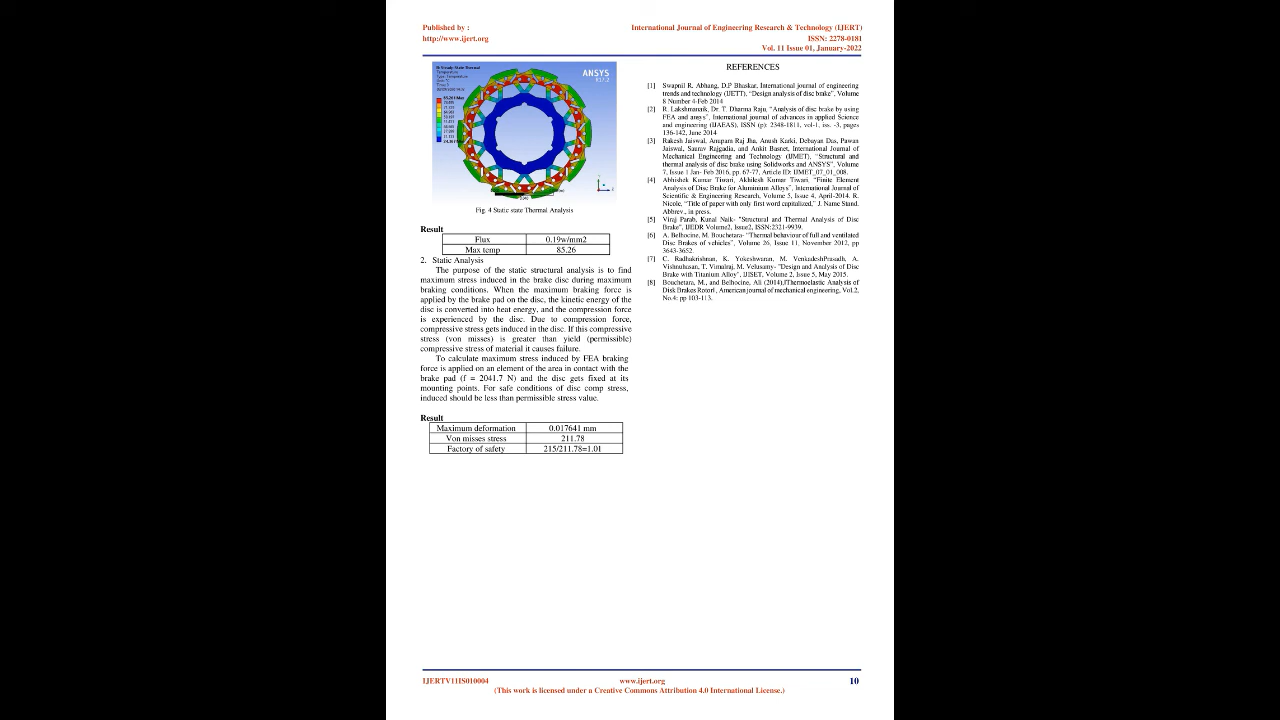 Published by :
http://www.ijert.org
International Journal of Engineering Research & Technology (IJERT)
ISSN: 2278-0181
Vol. 11 Issue 01, January-2022
ANSYS
Fig. 4 Static state Thermal Analysis
Result
Flux 0.19w/mm2
Max temp 85.26
2. Static Analysis
The purpose of the static structural analysis is to find
maximum stress induced in the brake disc during maximum
braking conditions. When the maximum braking force is
applied by the brake pad on the disc, the kinetic energy of the
disc is converted into heat energy, and the compression force
is experienced by the disc. Due to compression force,
compressive stress gets induced in the disc. If this compressive
stress (von misses) is greater than yield (permissible)
compressive stress of material it causes failure.
To calculate maximum stress induced by FEA braking
force is applied on an element of the area in contact with the
brake pad (f = 2041.7 N) and the disc gets fixed at its
mounting points. For safe conditions of disc comp stress,
induced should be less than permissible stress value.
Result
Maximum deformation 0.017641 mm
Von misses stress 211.78
Factory of safety 215/211.78=1.01
REFERENCES
[1] Swapnil R. Abhang, D.P Bhaskar, International journal of engineering
trends and technology (IJETT), “Design analysis of disc brake”, Volume
8 Number 4-Feb 2014
[2] R. Lakshmanaik, Dr. T. Dharma Raju, “Analysis of disc brake by using
FEA and ansys”, International journal of advances in applied Science
and engineering (IJAEAS), ISSN (p): 2348-1811, vol-1, iss. -3, pages
136-142, June 2014
[3] Rakesh Jaiswal, Anupam Raj Jha, Anush Karki, Debayan Das, Pawan
Jaiswal, Saurav Rajgadia, and Ankit Basnet, International Journal of
Mechanical Engineering and Technology (IJMET), “Structural and
thermal analysis of disc brake using Solidworks and ANSYS”, Volume
7, Issue 1 Jan- Feb 2016, pp. 67-77, Article ID: IJMET_07_01_008.
[4] Abhishek Kumar Tiwari, Akhilesh Kumar Tiwari, “Finite Element
Analysis of Disc Brake for Aluminium Alloys”, International Journal of
Scientific & Engineering Research, Volume 5, Issue 4, April-2014. R.
Nicole, “Title of paper with only first word capitalized,” J. Name Stand.
Abbrev., in press.
[5] Viraj Parab, Kunal Naik- "Structural and Thermal Analysis of Disc
Brake", IJEDR Volume2, Issue2, ISSN:2321-9939.
[6] A. Belhocine, M. Bouchetara- “Thermal behaviour of full and ventilated
Disc Brakes of vehicles”, Volume 26, Issue 11, November 2012, pp
3643-3652.
[7] C. Radhakrishnan, K. Yokeshwaran, M. VenkadeshPrasadh, A.
Vishnuhasan, T. Vimalraj, M. Velusamy- "Design and Analysis of Disc
Brake with Titanium Alloy", IJISET, Volume 2, Issue 5, May 2015.
[8] Bouchetara, M., and Belhocine, Ali (2014),‖Thermoelastic Analysis of
Disk Brakes Rotor‖, American journal of mechanical engineering, Vol.2,
No.4: pp 103-113.
IJERTV11IS010004
www.ijert.org
10
(This work is licensed under a Creative Commons Attribution 4.0 International License.)